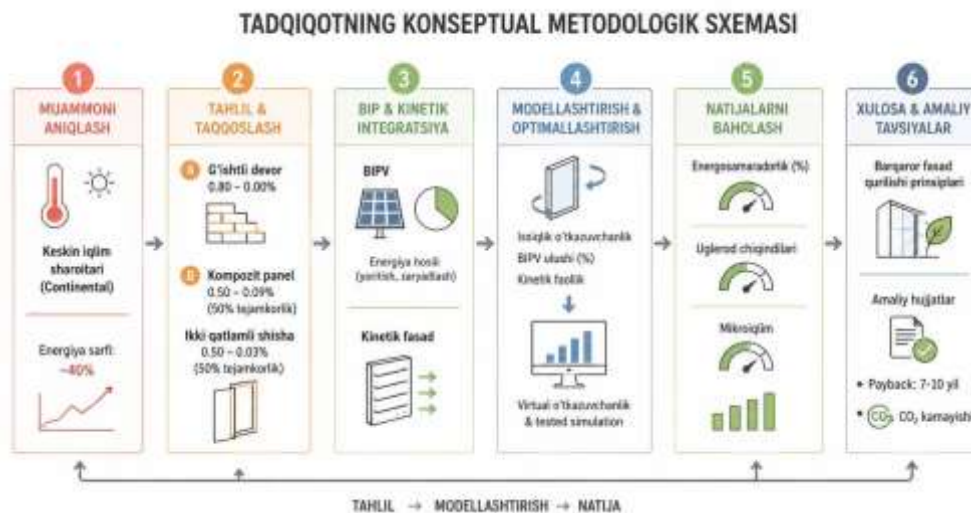 TADQIQOTNING KONSEPTUAL METODOLOGIK SXEMASI
1
MUAMMONI
ANIQLASH
Keskin iqlim
sharoitari
(Continental)
Energiya sarfi:
~40%
2
TAHLIL &
TAQQOSLASH
A G'ishtli devor
0.80 – 0.00%
B Kompozit panel
0.50 – 0.09%
(50% tejamkorlik)
Ikki qatlamli shisha
0.50 – 0.03%
(50% tejamkorlik)
3
BIP & KINETIK
INTEGRATSIYA
BIPV
Energiya hosili
(yoritish, zaryadlash)
Kinetik fasad
4
MODELLASHTIRISH &
OPTIMALLASHTIRISH
Issiqlik o'tkazuvchanlik
BIPV ulushi (%)
Kinetik faollik
Virtual o'tkazuvchanlik
& tested simulation
5
NATIJALARNI
BAHOLASH
Energosamaradorlik (%)
Uglerod chiqindilari
Mikroiqlim
6
XULOSA & AMALIY
TAVSIYALAR
Barqaror fasad
qurilishi prinsiplari
Amaliy hujjatlar
• Payback: 7-10 yil
• CO₂ CO₂ kamayishi
TAHLIL → MODELLASHTIRISH → NATIJA